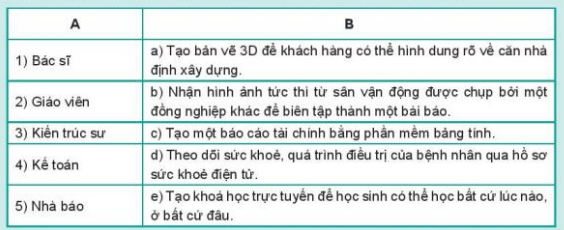 A
B
1) Bác sĩ
a) Tạo bản vẽ 3D để khách hàng có thể hình dung rõ về căn nhà
định xây dựng.
2) Giáo viên
b) Nhận hình ảnh tức thì từ sân vận động được chụp bởi một
đồng nghiệp khác để biên tập thành một bài báo.
3) Kiến trúc sư
c) Tạo một báo cáo tài chính bằng phần mềm bảng tính.
4) Kế toán
d) Theo dõi sức khoẻ, quá trình điều trị của bệnh nhân qua hồ sơ
sức khoẻ điện tử.
5) Nhà báo
e) Tạo khoá học trực tuyến để học sinh có thể học bất cứ lúc nào,
ở bất cứ đâu.